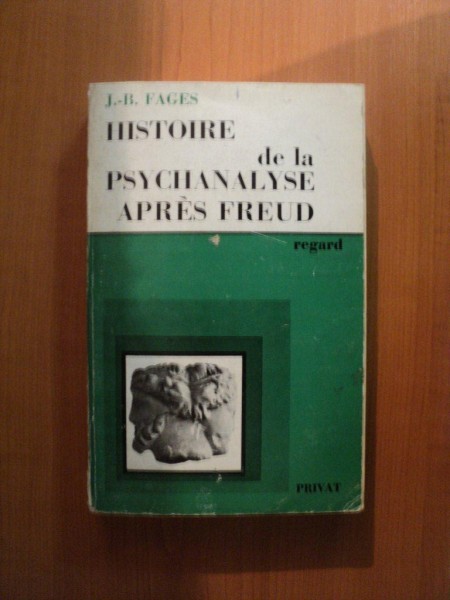 J.-B. FAGES
HISTOIRE
de la
PSYCHANALYSE
APRÈS FREUD
regard
PRIVAT